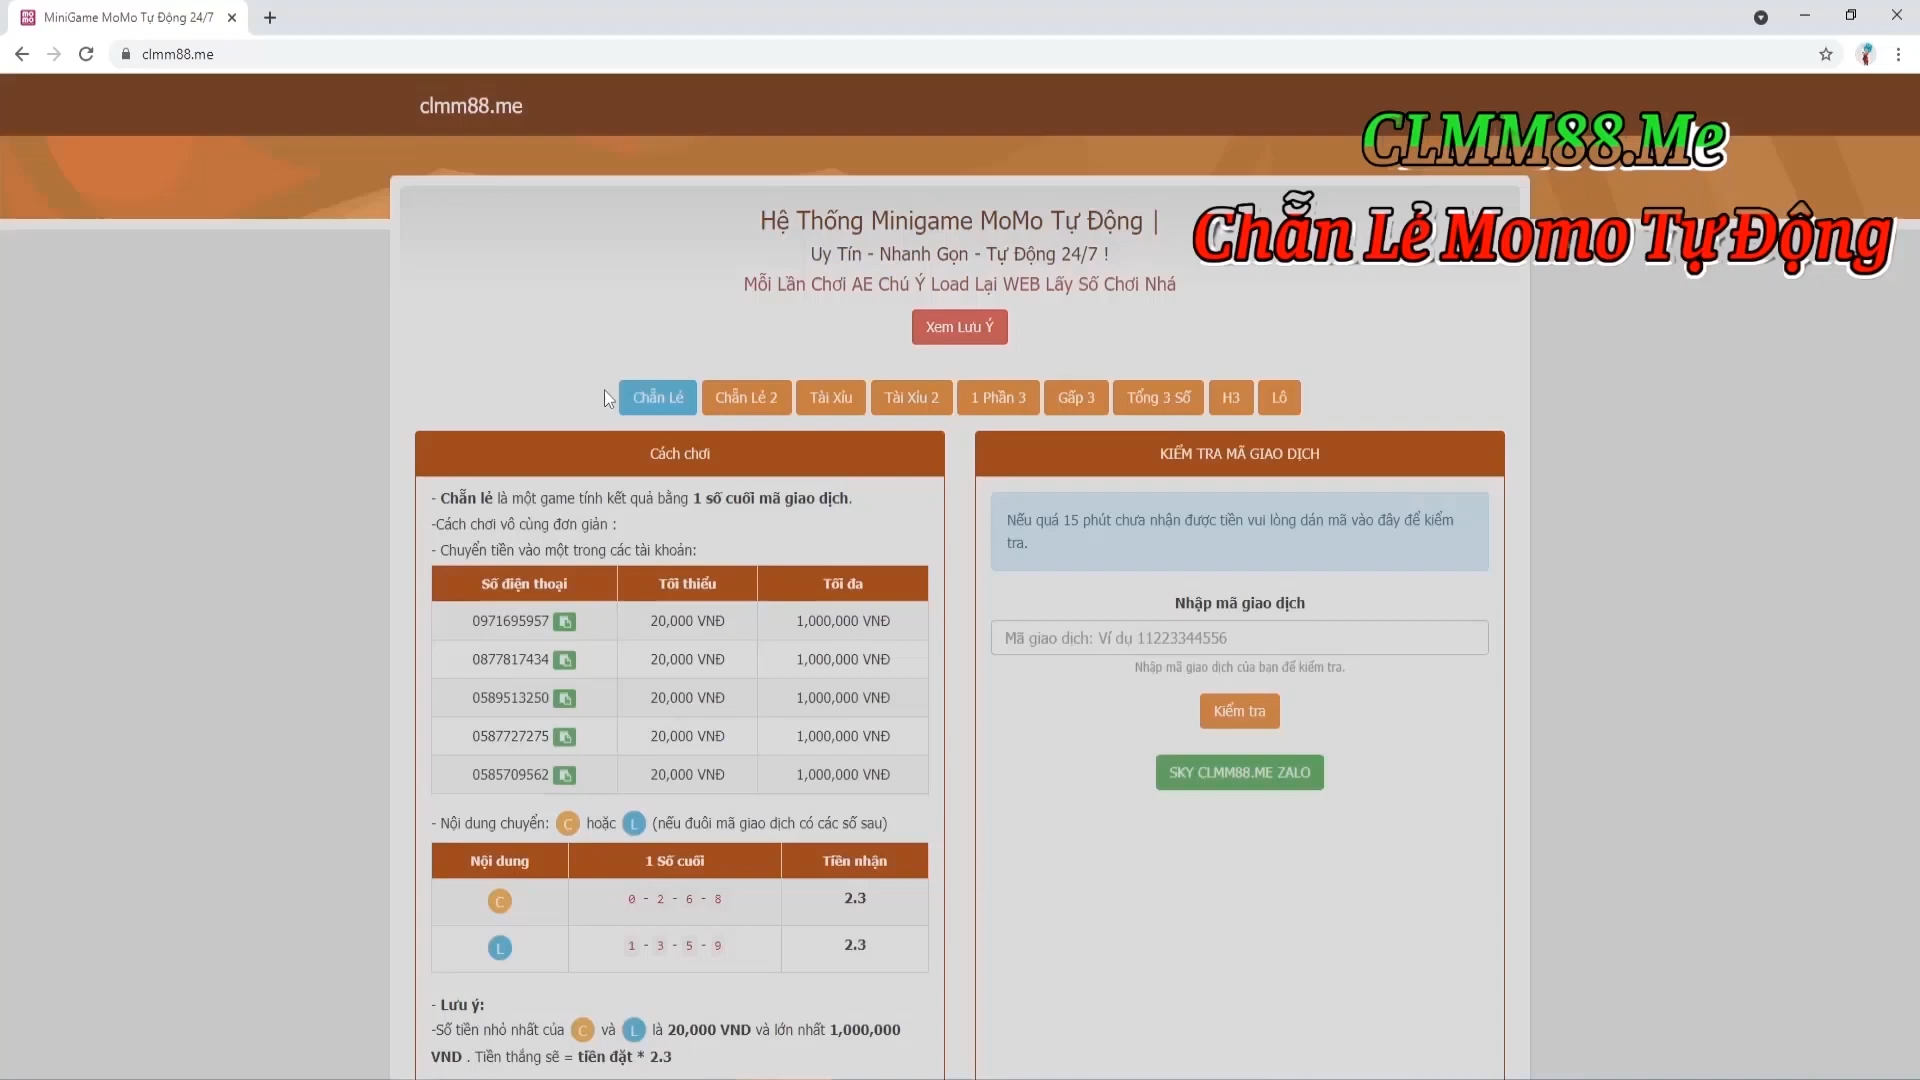 MiniGame MoMo Tự Động 24/7
clmm88.me
clmm88.me
CLMM88.Me
Chẵn Lẻ Momo Tự Động
Hệ Thống Minigame MoMo Tự Động |
Uy Tín - Nhanh Gọn - Tự Động 24/7 !
Mỗi Lần Chơi AE Chú Ý Load Lại WEB Lấy Số Chơi Nhá
Xem Lưu Ý
Chẵn Lẻ Chẵn Lẻ 2 Tài Xỉu Tài Xỉu 2 1 Phần 3 Gấp 3 Tổng 3 Số H3 Lô
Cách chơi
- Chẵn lẻ là một game tính kết quả bằng 1 số cuối mã giao dịch.
-Cách chơi vô cùng đơn giản :
- Chuyển tiền vào một trong các tài khoản:
Số điện thoại Tối thiểu Tối đa
0971695957 20,000 VNĐ 1,000,000 VNĐ
0877817434 20,000 VNĐ 1,000,000 VNĐ
0589513250 20,000 VNĐ 1,000,000 VNĐ
0587727275 20,000 VNĐ 1,000,000 VNĐ
0585709562 20,000 VNĐ 1,000,000 VNĐ
- Nội dung chuyển: C hoặc L (nếu đuôi mã giao dịch có các số sau)
Nội dung 1 Số cuối Tiền nhận
C 0 - 2 - 6 - 8 2.3
L 1 - 3 - 5 - 9 2.3
- Lưu ý:
-Số tiền nhỏ nhất của C và L là 20,000 VND và lớn nhất 1,000,000
VND . Tiền thắng sẽ = tiền đặt * 2.3
KIỂM TRA MÃ GIAO DỊCH
Nếu quá 15 phút chưa nhận được tiền vui lòng dán mã vào đây để kiểm
tra.
Nhập mã giao dịch
Mã giao dịch: Ví dụ 11223344556
Nhập mã giao dịch của bạn để kiểm tra.
Kiểm tra
SKY CLMM88.ME ZALO